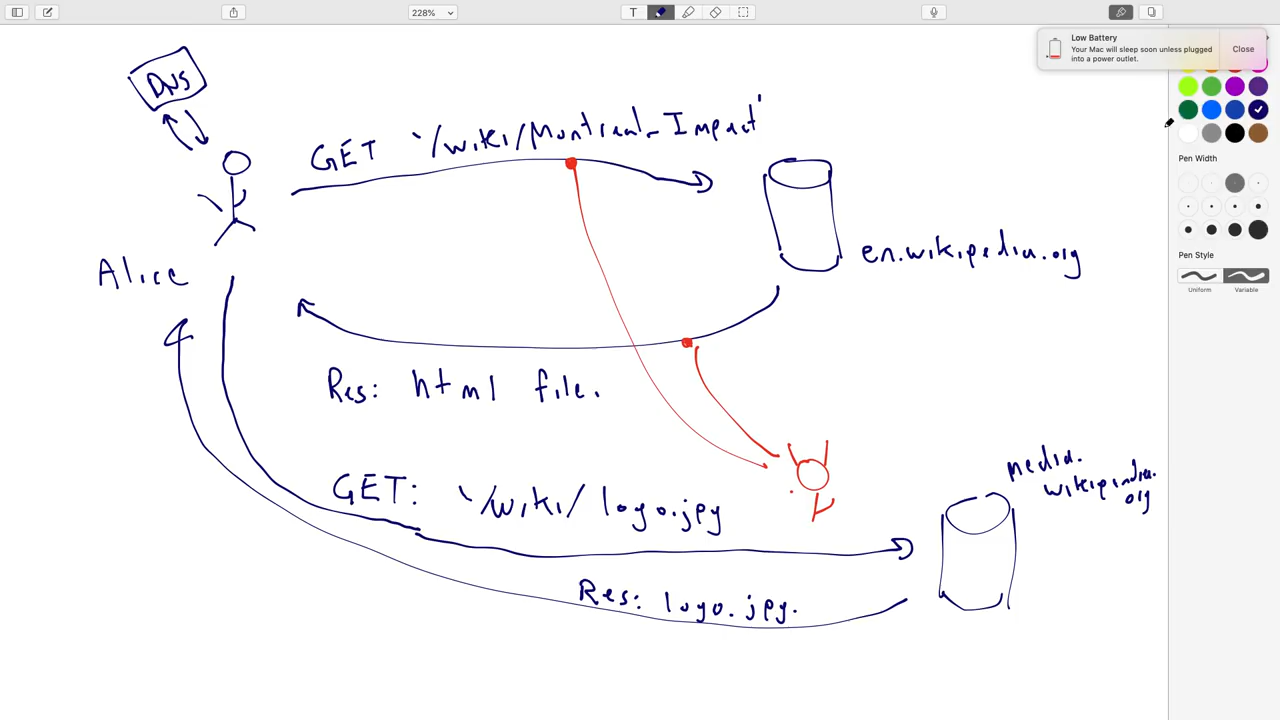 228%
T
Low Battery
Your Mac will sleep soon unless plugged
into a power outlet.
Close
DNS
GET '/wiki/Montreal_Impact'
Pen Width
en.wikipedia.org
Pen Style
Uniform
Variable
Alice
Res: html file.
media.
wikipedia.
org
GET: '/wiki/logo.jpg
Res: logo.jpg.